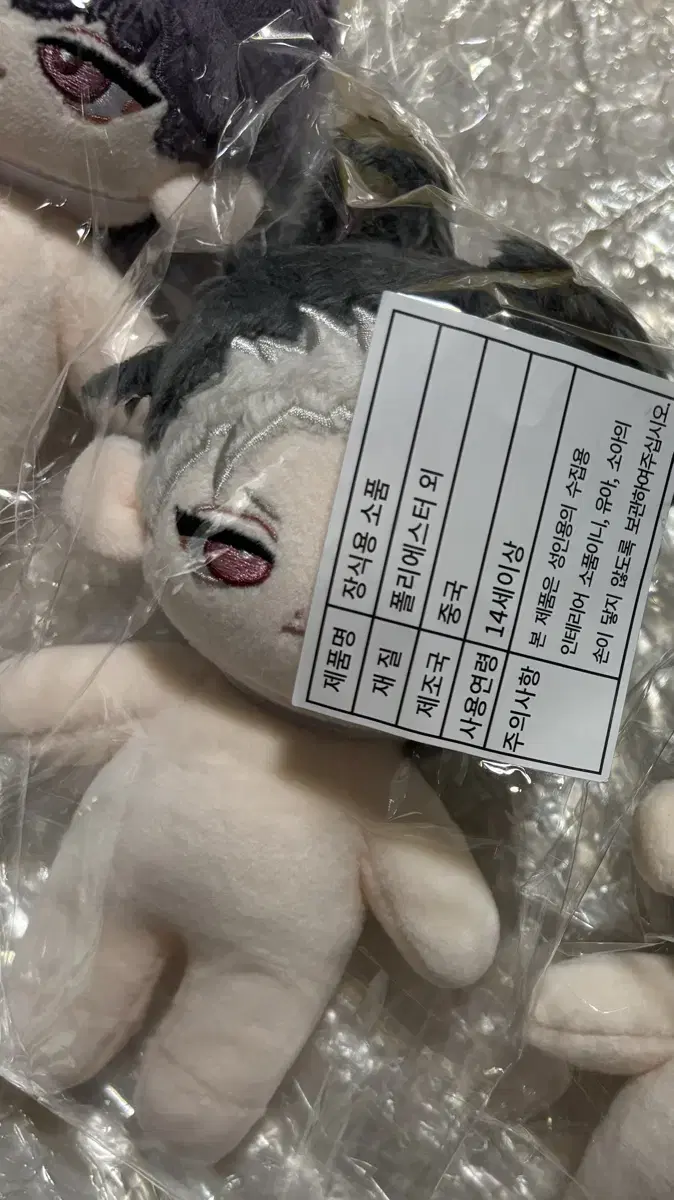 제품명 장식용 소품
재질 폴리에스터 외
제조국 중국
사용연령 14세이상
주의사항 본 제품은 성인용의 수집용
인테리어 소품이니, 유아, 소아의
손이 닿지 않도록 보관하여주십시오.